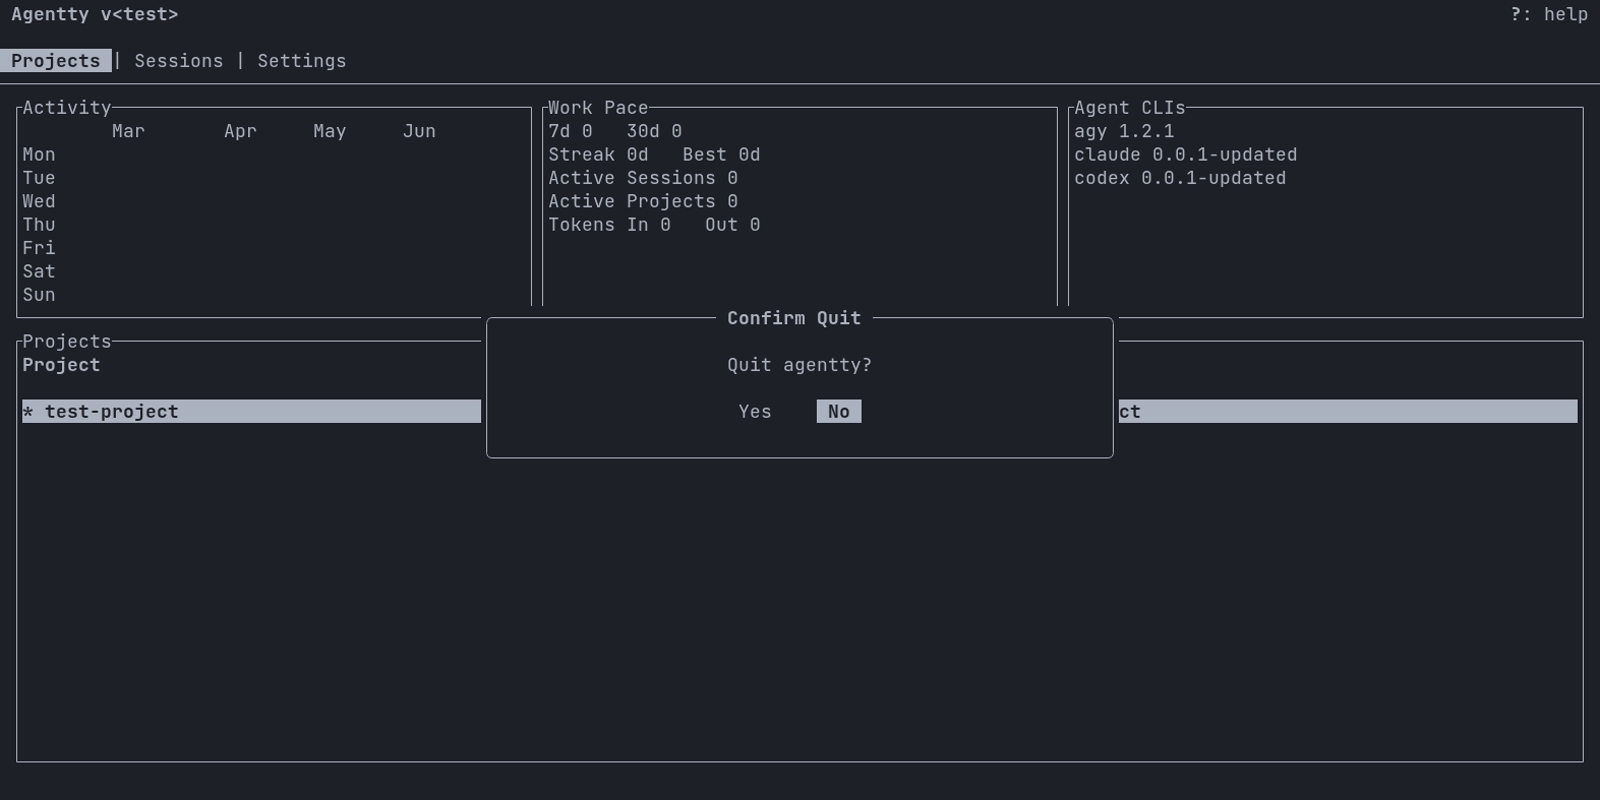 Agentty v<test> ?: help
Projects | Sessions | Settings
Activity
Mar Apr May Jun
Mon
Tue
Wed
Thu
Fri
Sat
Sun
Work Pace
7d 0 30d 0
Streak 0d Best 0d
Active Sessions 0
Active Projects 0
Tokens In 0 Out 0
Agent CLIs
agy 1.2.1
claude 0.0.1-updated
codex 0.0.1-updated
Projects
Project
* test-project ct
Confirm Quit
Quit agentty?
Yes No